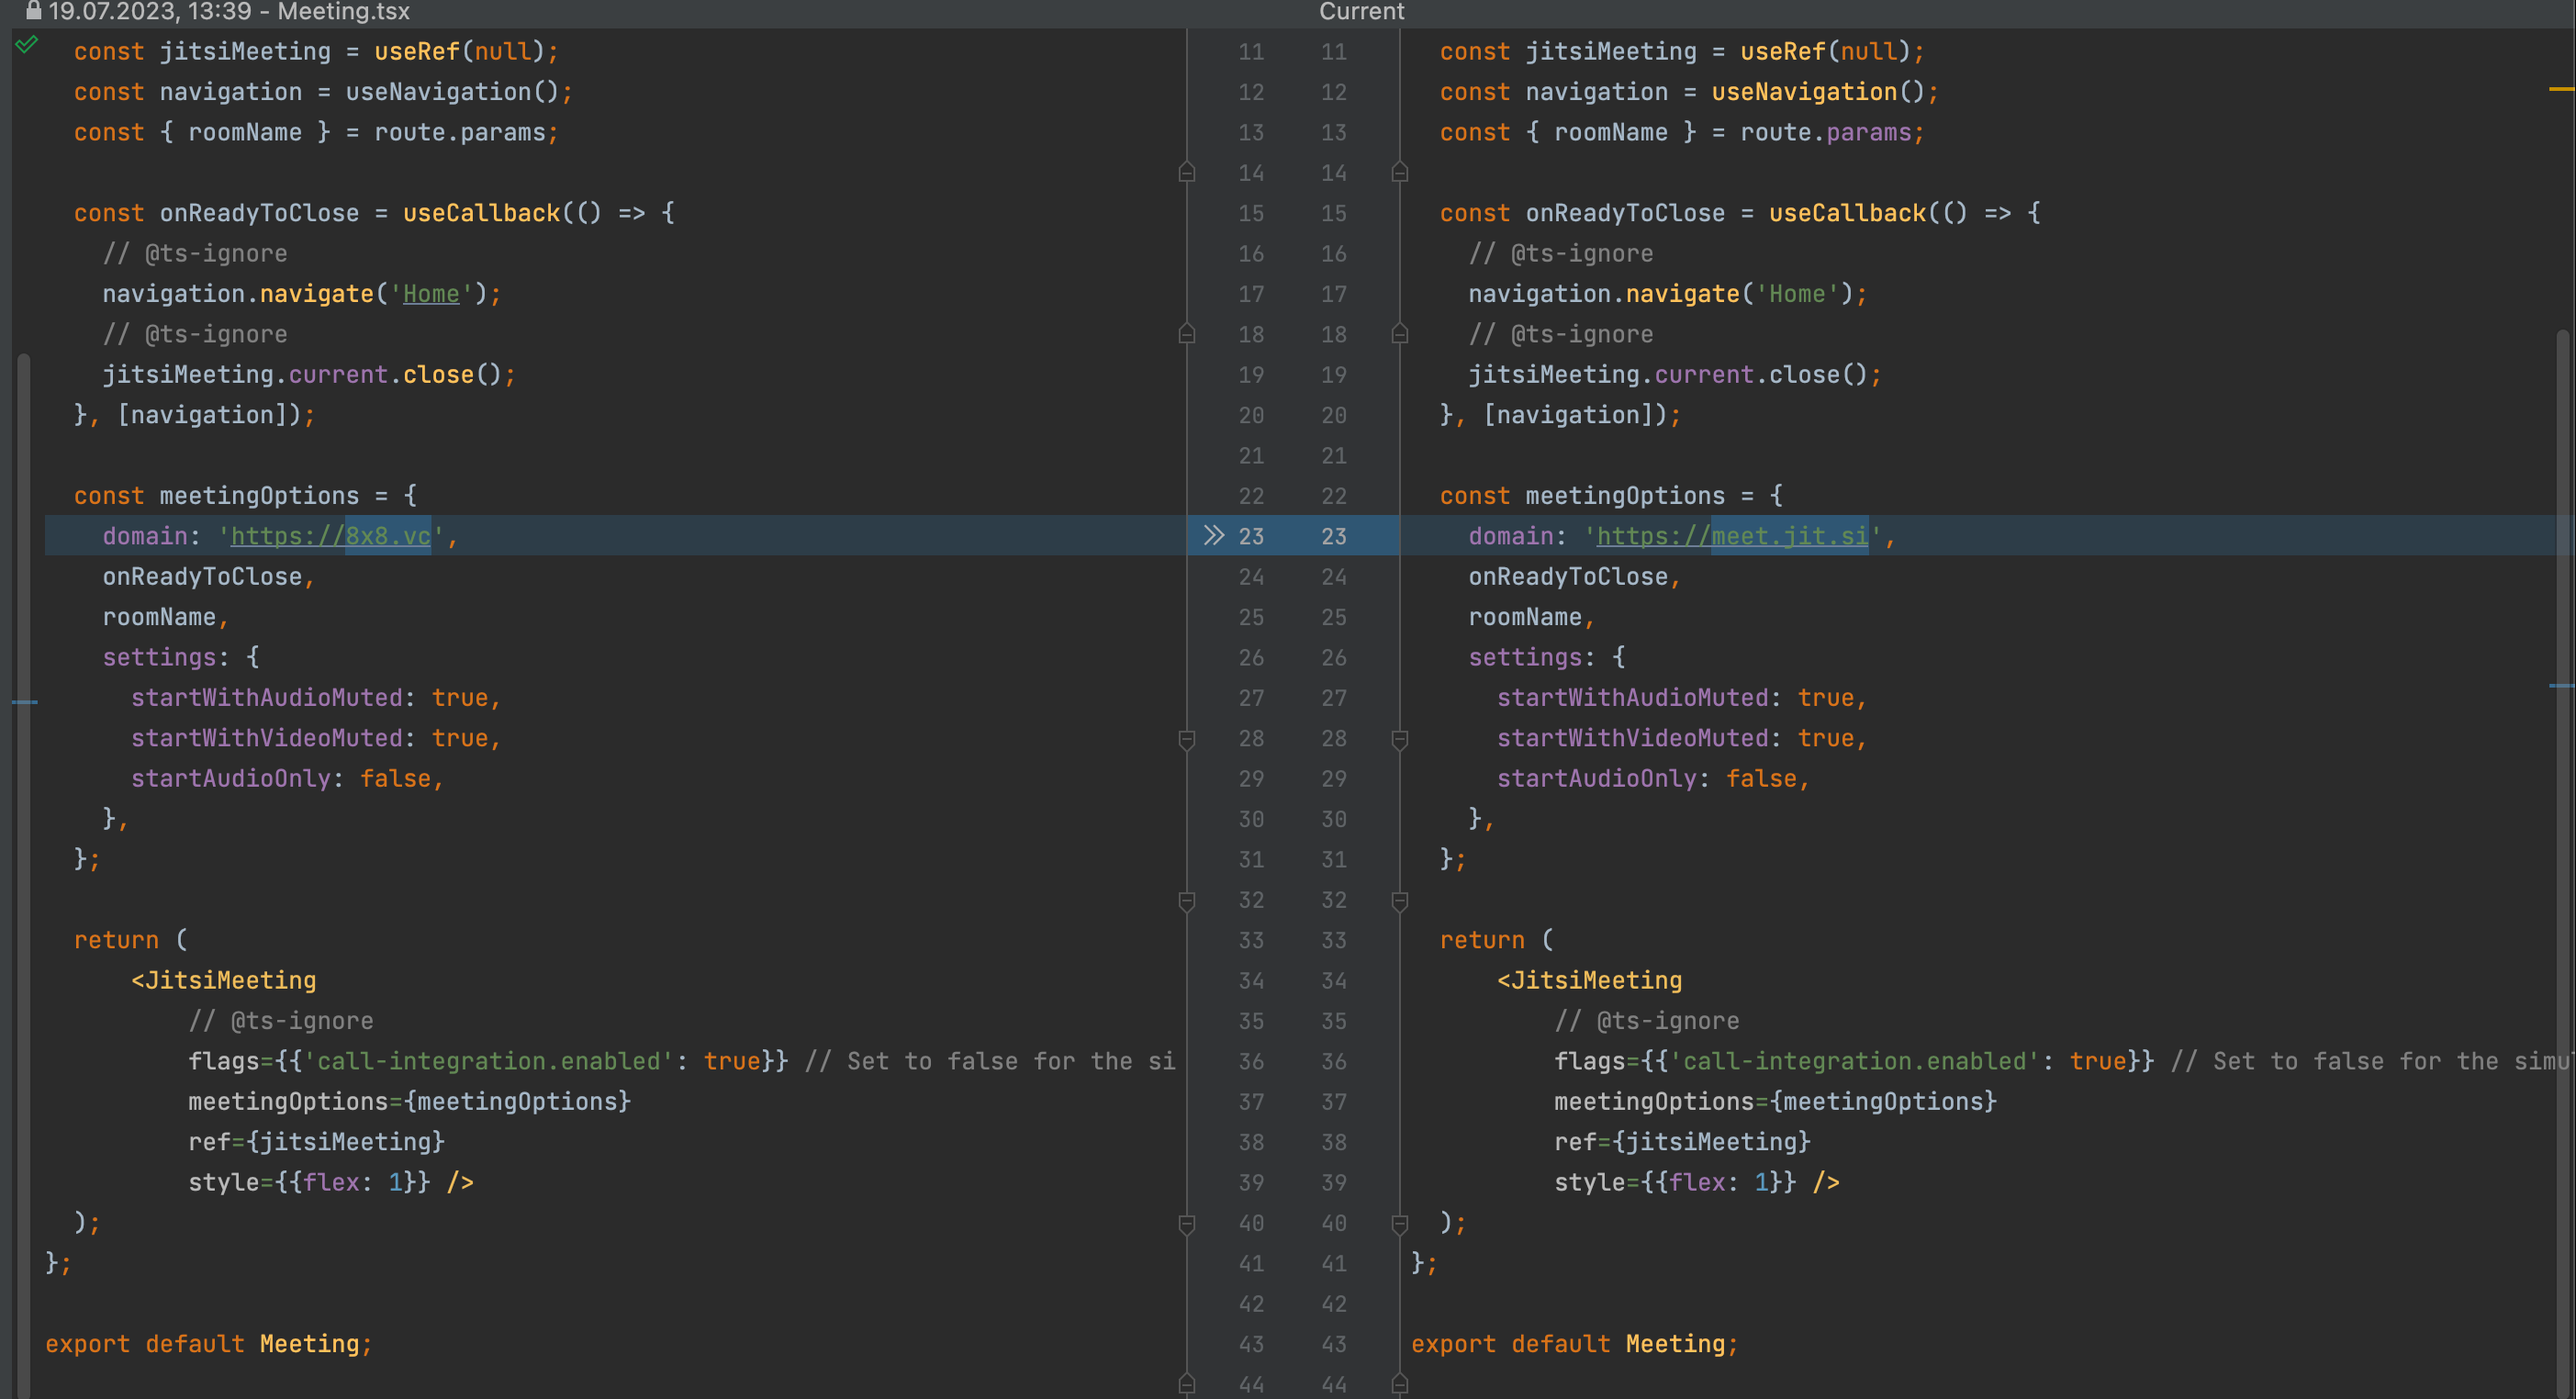 19.07.2023, 13:39 - Meeting.tsx
const jitsiMeeting = useRef(null);
const navigation = useNavigation();
const { roomName } = route.params;
const onReadyToClose = useCallback(() => {
// @ts-ignore
navigation.navigate('Home');
// @ts-ignore
jitsiMeeting.current.close();
}, [navigation]);
const meetingOptions = {
domain: 'https://8x8.vc',
onReadyToClose,
roomName,
settings: {
startWithAudioMuted: true,
startWithVideoMuted: true,
startAudioOnly: false,
},
};
return (
<JitsiMeeting
// @ts-ignore
flags={{'call-integration.enabled': true}} // Set to false for the si
meetingOptions={meetingOptions}
ref={jitsiMeeting}
style={{flex: 1}} />
);
};
export default Meeting;
11 11
12 12
13 13
14 14
15 15
16 16
17 17
18 18
19 19
20 20
21 21
22 22
23 23
24 24
25 25
26 26
27 27
28 28
29 29
30 30
31 31
32 32
33 33
34 34
35 35
36 36
37 37
38 38
39 39
40 40
41 41
42 42
43 43
44 44
Current
const jitsiMeeting = useRef(null);
const navigation = useNavigation();
const { roomName } = route.params;
const onReadyToClose = useCallback(() => {
// @ts-ignore
navigation.navigate('Home');
// @ts-ignore
jitsiMeeting.current.close();
}, [navigation]);
const meetingOptions = {
domain: 'https://meet.jit.si',
onReadyToClose,
roomName,
settings: {
startWithAudioMuted: true,
startWithVideoMuted: true,
startAudioOnly: false,
},
};
return (
<JitsiMeeting
// @ts-ignore
flags={{'call-integration.enabled': true}} // Set to false for the simu
meetingOptions={meetingOptions}
ref={jitsiMeeting}
style={{flex: 1}} />
);
};
export default Meeting;